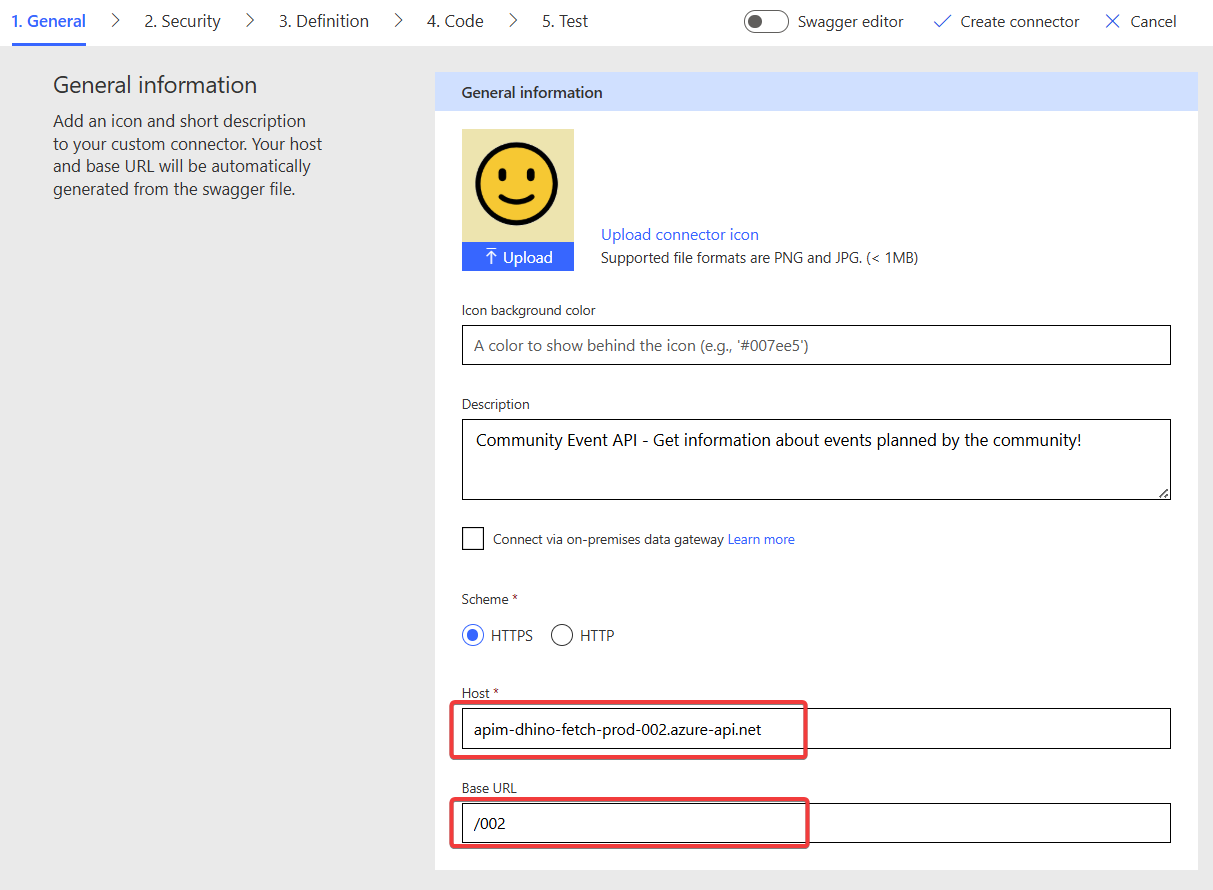 1. General
2. Security
3. Definition
4. Code
5. Test
Swagger editor
Create connector
Cancel
General information
Add an icon and short description
to your custom connector. Your host
and base URL will be automatically
generated from the swagger file.
General information
Upload
Upload connector icon
Supported file formats are PNG and JPG. (< 1MB)
Icon background color
A color to show behind the icon (e.g., '#007ee5')
Description
Community Event API - Get information about events planned by the community!
Connect via on-premises data gateway Learn more
Scheme *
HTTPS
HTTP
Host *
apim-dhino-fetch-prod-002.azure-api.net
Base URL
/002